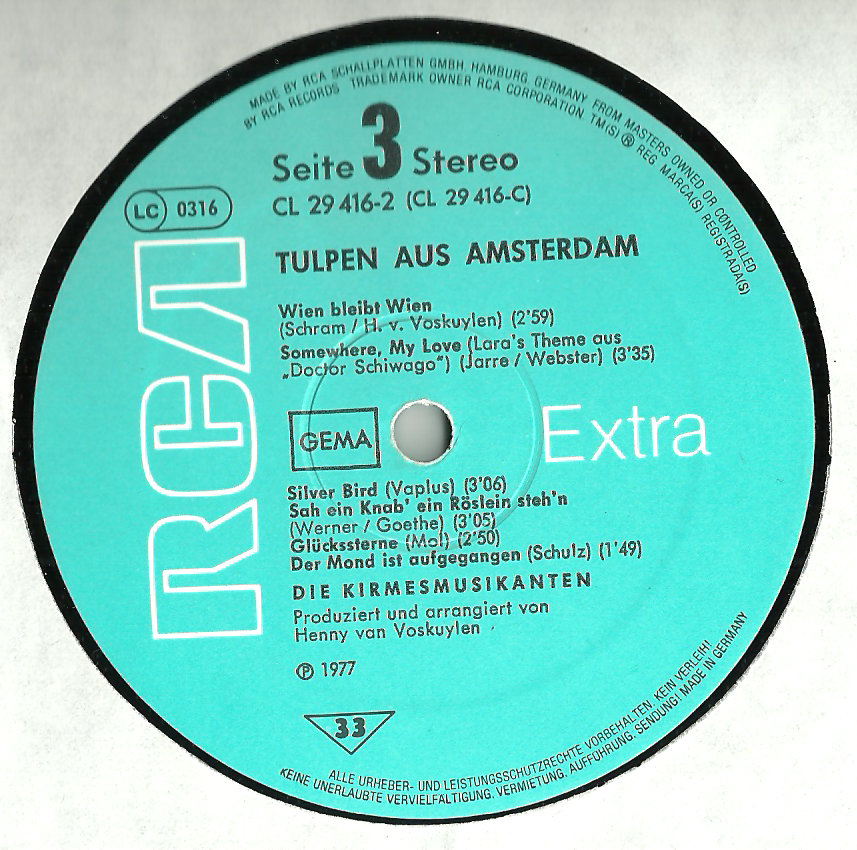 MADE BY RCA SCHALLPLATTEN GMBH, HAMBURG, GERMANY FROM MASTERS OWNED OR CONTROLLED
BY RCA RECORDS TRADEMARK OWNER RCA CORPORATION. TM(S) ® REG. MARCA(S) REGISTRADA(S)
Seite 3 Stereo
CL 29 416-2 (CL 29 416-C)
LC 0316
TULPEN AUS AMSTERDAM
RCA
Wien bleibt Wien
(Schram / H. v. Voskuylen) (2'59)
Somewhere, My Love (Lara's Theme aus
„Doctor Schiwago“) (Jarre / Webster) (3'35)
GEMA
Extra
Silver Bird (Vaplus) (3'06)
Sah ein Knab' ein Röslein steh'n
(Werner / Goethe) (3'05)
Glückssterne (Mol) (2'50)
Der Mond ist aufgegangen (Schulz) (1'49)
DIE KIRMESMUSIKANTEN
Produziert und arrangiert von
Henny van Voskuylen
℗ 1977
33
ALLE URHEBER- UND LEISTUNGSSCHUTZRECHTE VORBEHALTEN. KEIN VERLEIH!
KEINE UNERLAUBTE VERVIELFÄLTIGUNG, VERMIETUNG, AUFFÜHRUNG, SENDUNG! MADE IN GERMANY